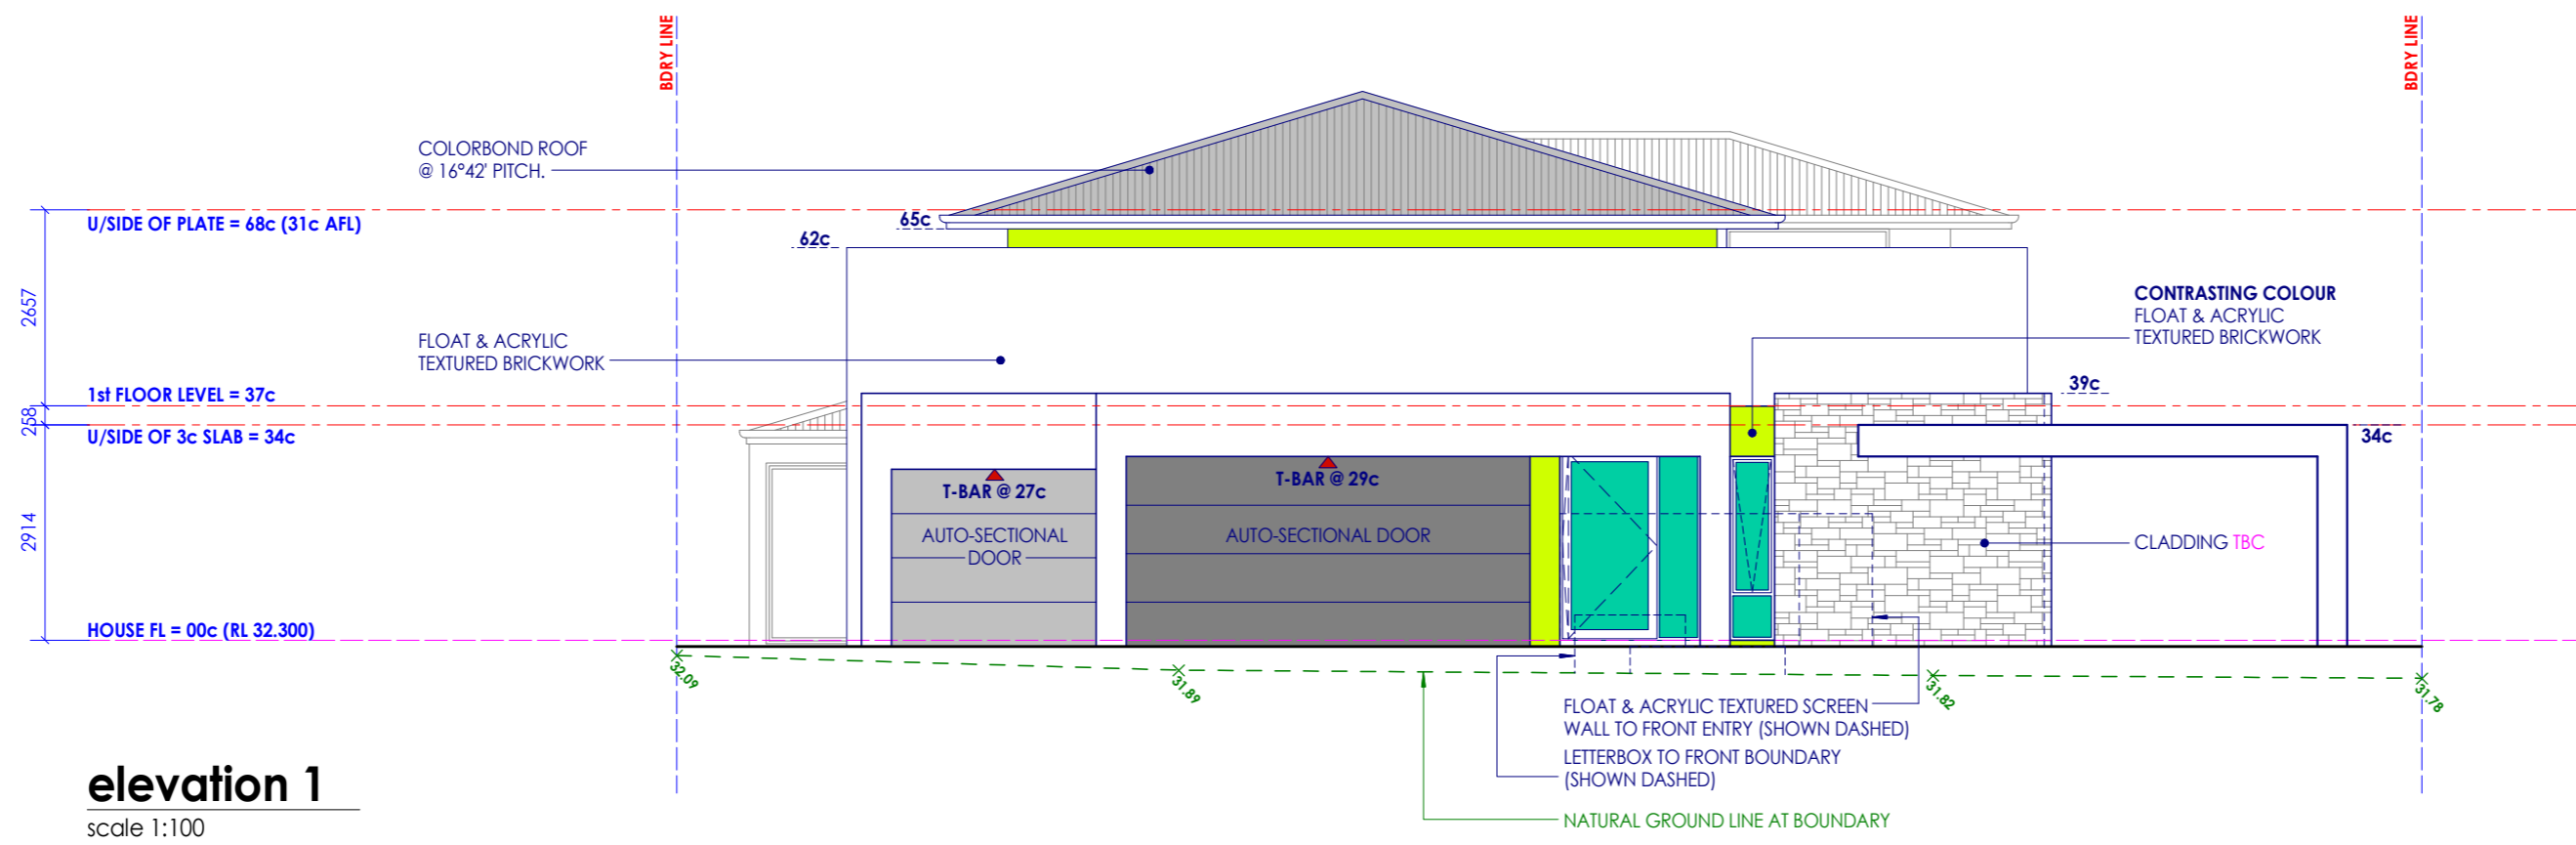 BDRY LINE
BDRY LINE
COLORBOND ROOF
@ 16°42' PITCH.
U/SIDE OF PLATE = 68c (31c AFL)
65c
62c
2657
CONTRASTING COLOUR
FLOAT & ACRYLIC
TEXTURED BRICKWORK
FLOAT & ACRYLIC
TEXTURED BRICKWORK
1st FLOOR LEVEL = 37c
39c
258
U/SIDE OF 3c SLAB = 34c
34c
T-BAR @ 27c
T-BAR @ 29c
2914
AUTO-SECTIONAL
DOOR
AUTO-SECTIONAL DOOR
CLADDING TBC
HOUSE FL = 00c (RL 32.300)
32.09
31.89
31.82
31.78
FLOAT & ACRYLIC TEXTURED SCREEN
WALL TO FRONT ENTRY (SHOWN DASHED)
LETTERBOX TO FRONT BOUNDARY
(SHOWN DASHED)
NATURAL GROUND LINE AT BOUNDARY
elevation 1
scale 1:100